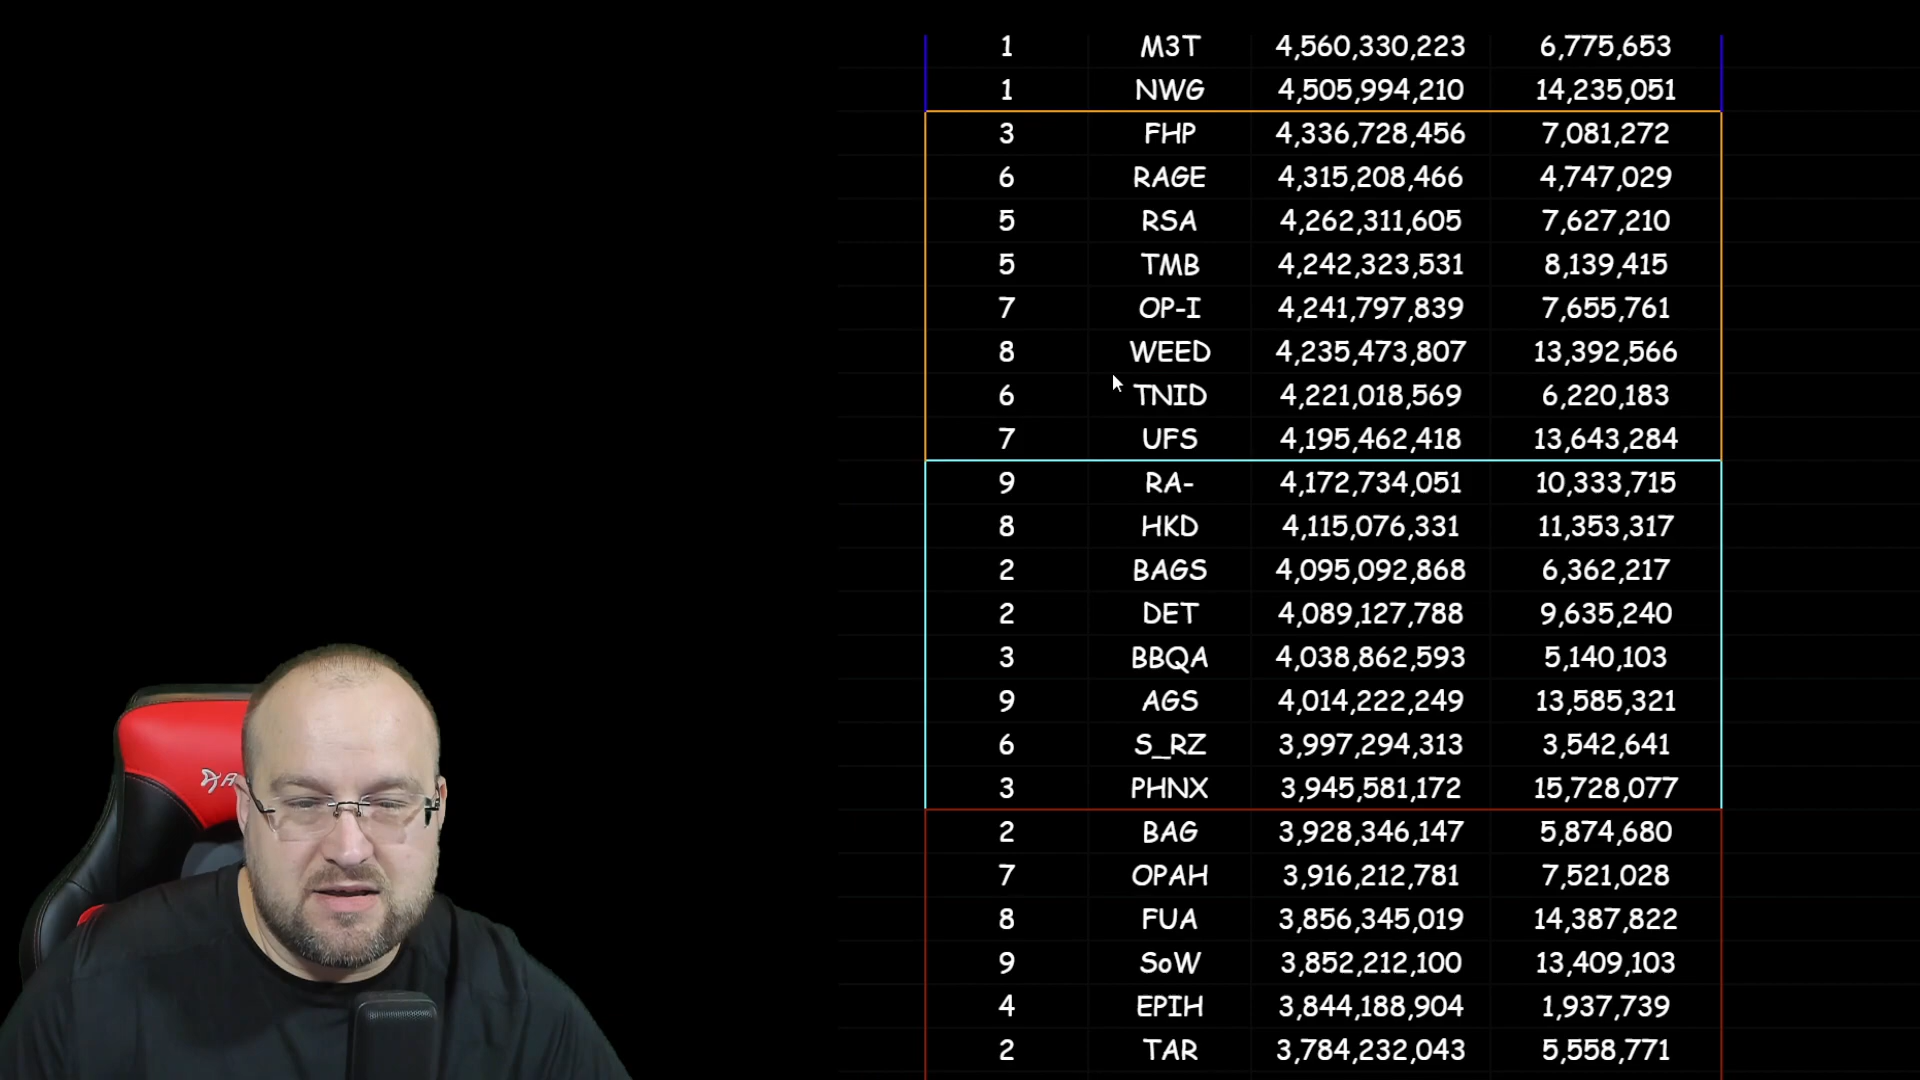 1 M3T 4,560,330,223 6,775,653
1 NWG 4,505,994,210 14,235,051
3 FHP 4,336,728,456 7,081,272
6 RAGE 4,315,208,466 4,747,029
5 RSA 4,262,311,605 7,627,210
5 TMB 4,242,323,531 8,139,415
7 OP-I 4,241,797,839 7,655,761
8 WEED 4,235,473,807 13,392,566
6 TNID 4,221,018,569 6,220,183
7 UFS 4,195,462,418 13,643,284
9 RA- 4,172,734,051 10,333,715
8 HKD 4,115,076,331 11,353,317
2 BAGS 4,095,092,868 6,362,217
2 DET 4,089,127,788 9,635,240
3 BBQA 4,038,862,593 5,140,103
9 AGS 4,014,222,249 13,585,321
6 S_RZ 3,997,294,313 3,542,641
3 PHNX 3,945,581,172 15,728,077
2 BAG 3,928,346,147 5,874,680
7 OPAH 3,916,212,781 7,521,028
8 FUA 3,856,345,019 14,387,822
9 SoW 3,852,212,100 13,409,103
4 EPIH 3,844,188,904 1,937,739
2 TAR 3,784,232,043 5,558,771